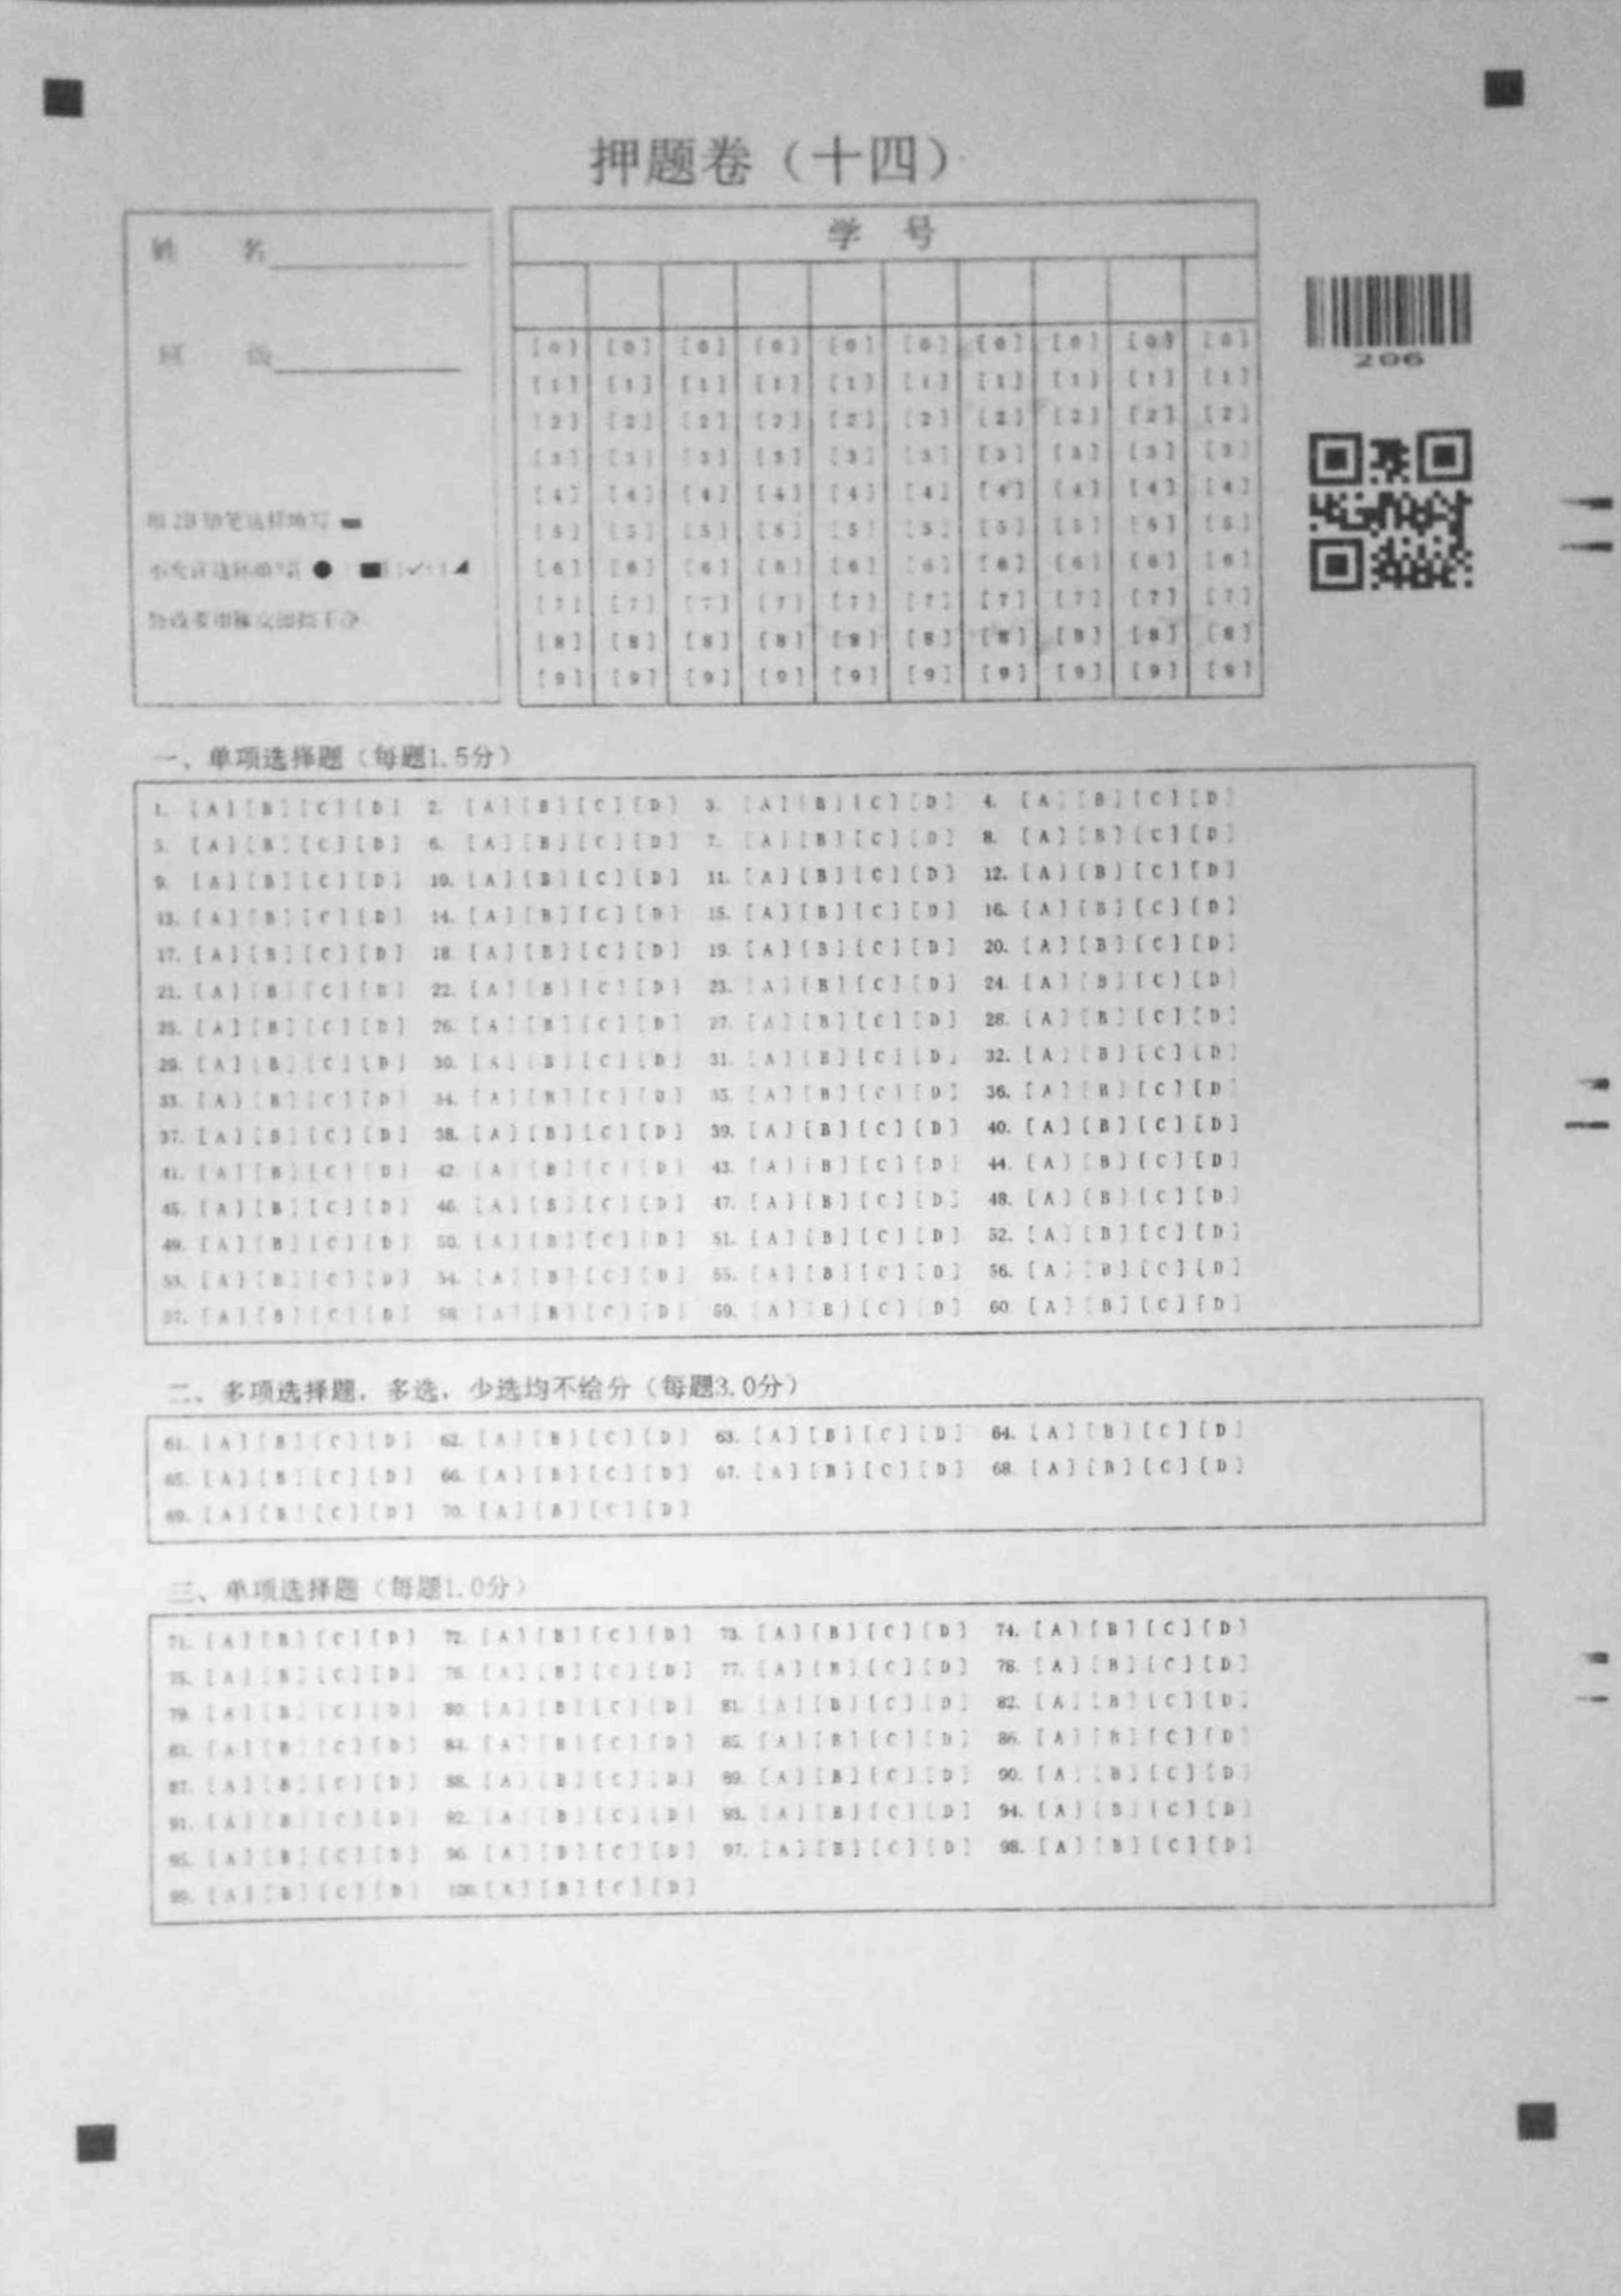 押题卷（十四）
姓 名
班 级
用2B铅笔这样填写
修改要用橡皮擦擦干净
学 号
[0] [0] [0] [0] [0] [0] [0] [0] [0] [0]
[1] [1] [1] [1] [1] [1] [1] [1] [1] [1]
[2] [2] [2] [2] [2] [2] [2] [2] [2] [2]
[3] [3] [3] [3] [3] [3] [3] [3] [3] [3]
[4] [4] [4] [4] [4] [4] [4] [4] [4] [4]
[5] [5] [5] [5] [5] [5] [5] [5] [5] [5]
[6] [6] [6] [6] [6] [6] [6] [6] [6] [6]
[7] [7] [7] [7] [7] [7] [7] [7] [7] [7]
[8] [8] [8] [8] [8] [8] [8] [8] [8] [8]
[9] [9] [9] [9] [9] [9] [9] [9] [9] [9]
206
一、单项选择题（每题1.5分）
1. [A][B][C][D] 2. [A][B][C][D] 3. [A][B][C][D] 4. [A][B][C][D]
5. [A][B][C][D] 6. [A][B][C][D] 7. [A][B][C][D] 8. [A][B][C][D]
9. [A][B][C][D] 10. [A][B][C][D] 11. [A][B][C][D] 12. [A][B][C][D]
13. [A][B][C][D] 14. [A][B][C][D] 15. [A][B][C][D] 16. [A][B][C][D]
17. [A][B][C][D] 18. [A][B][C][D] 19. [A][B][C][D] 20. [A][B][C][D]
21. [A][B][C][D] 22. [A][B][C][D] 23. [A][B][C][D] 24. [A][B][C][D]
25. [A][B][C][D] 26. [A][B][C][D] 27. [A][B][C][D] 28. [A][B][C][D]
29. [A][B][C][D] 30. [A][B][C][D] 31. [A][B][C][D] 32. [A][B][C][D]
33. [A][B][C][D] 34. [A][B][C][D] 35. [A][B][C][D] 36. [A][B][C][D]
37. [A][B][C][D] 38. [A][B][C][D] 39. [A][B][C][D] 40. [A][B][C][D]
41. [A][B][C][D] 42. [A][B][C][D] 43. [A][B][C][D] 44. [A][B][C][D]
45. [A][B][C][D] 46. [A][B][C][D] 47. [A][B][C][D] 48. [A][B][C][D]
49. [A][B][C][D] 50. [A][B][C][D] 51. [A][B][C][D] 52. [A][B][C][D]
53. [A][B][C][D] 54. [A][B][C][D] 55. [A][B][C][D] 56. [A][B][C][D]
57. [A][B][C][D] 58. [A][B][C][D] 59. [A][B][C][D] 60. [A][B][C][D]
二、多项选择题，多选，少选均不给分（每题3.0分）
61. [A][B][C][D] 62. [A][B][C][D] 63. [A][B][C][D] 64. [A][B][C][D]
65. [A][B][C][D] 66. [A][B][C][D] 67. [A][B][C][D] 68. [A][B][C][D]
69. [A][B][C][D] 70. [A][B][C][D]
三、单项选择题（每题1.0分）
71. [A][B][C][D] 72. [A][B][C][D] 73. [A][B][C][D] 74. [A][B][C][D]
75. [A][B][C][D] 76. [A][B][C][D] 77. [A][B][C][D] 78. [A][B][C][D]
79. [A][B][C][D] 80. [A][B][C][D] 81. [A][B][C][D] 82. [A][B][C][D]
83. [A][B][C][D] 84. [A][B][C][D] 85. [A][B][C][D] 86. [A][B][C][D]
87. [A][B][C][D] 88. [A][B][C][D] 89. [A][B][C][D] 90. [A][B][C][D]
91. [A][B][C][D] 92. [A][B][C][D] 93. [A][B][C][D] 94. [A][B][C][D]
95. [A][B][C][D] 96. [A][B][C][D] 97. [A][B][C][D] 98. [A][B][C][D]
99. [A][B][C][D] 100. [A][B][C][D]